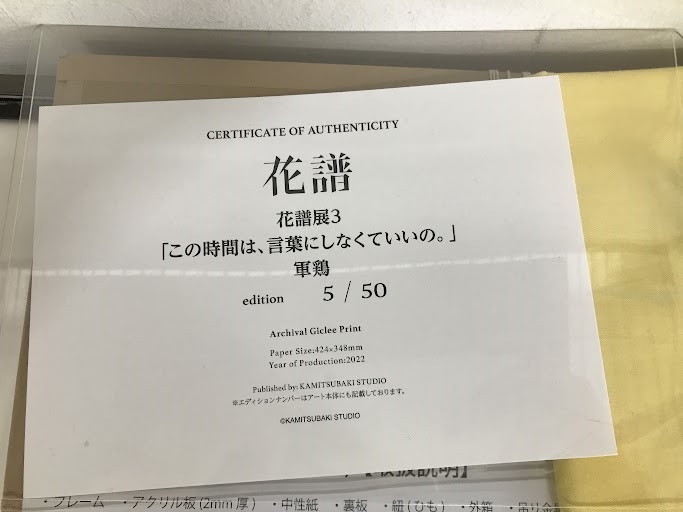 CERTIFICATE OF AUTHENTICITY
花譜
花譜展3
「この時間は、言葉にしなくていいの。」
軍鶏
edition 5 / 50
Archival Giclee Print
Paper Size:424×348mm
Year of Production:2022
Published by: KAMITSUBAKI STUDIO
※エディションナンバーはアート本体にも記載しております。
©KAMITSUBAKI STUDIO
・フレーム ・アクリル板(2mm厚) ・中性紙 ・裏板 ・紐(ひも) ・外箱 ・吊り金